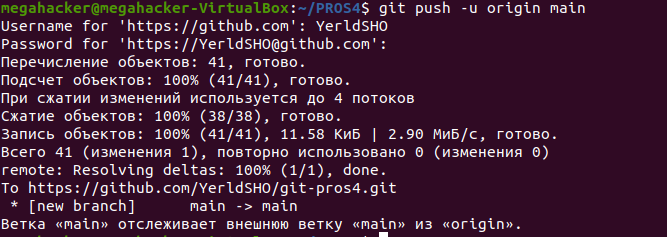 megahacker@megahacker-VirtualBox:~/PROS4$ git push -u origin main
Username for 'https://github.com': YerldSHO
Password for 'https://YerldSHO@github.com':
Перечисление объектов: 41, готово.
Подсчет объектов: 100% (41/41), готово.
При сжатии изменений используется до 4 потоков
Сжатие объектов: 100% (38/38), готово.
Запись объектов: 100% (41/41), 11.58 КиБ | 2.90 МиБ/с, готово.
Всего 41 (изменения 1), повторно использовано 0 (изменения 0)
remote: Resolving deltas: 100% (1/1), done.
To https://github.com/YerldSHO/git-pros4.git
 * [new branch]      main -> main
Ветка «main» отслеживает внешнюю ветку «main» из «origin».